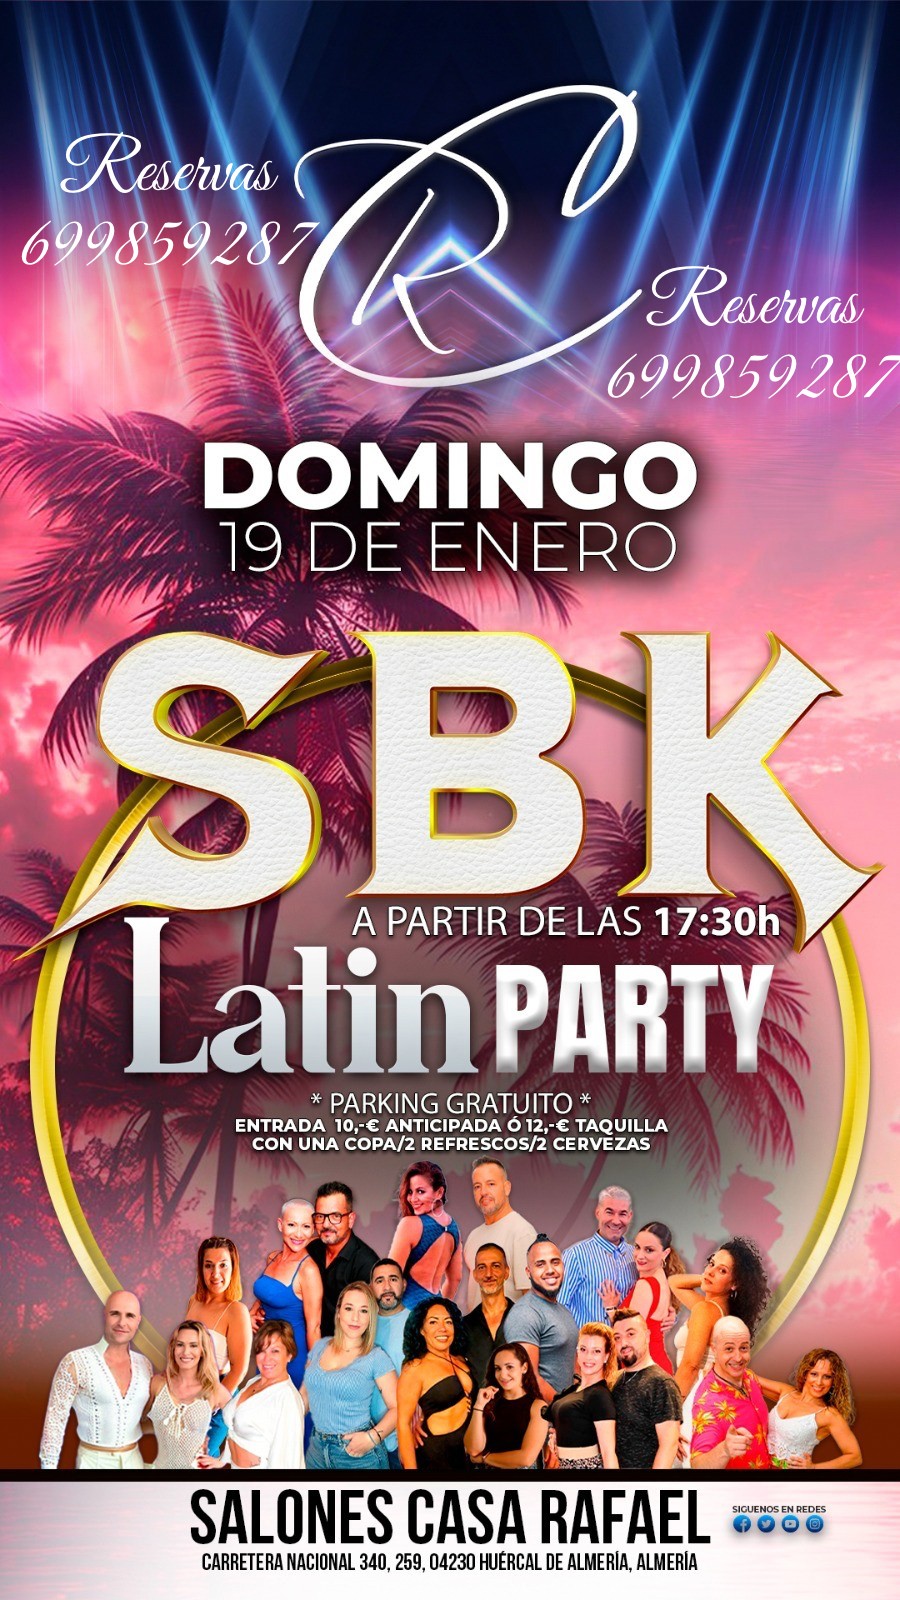 Reservas
699859287
CR
Reservas
699859287
DOMINGO
19 DE ENERO
SBK
A PARTIR DE LAS 17:30h
Latin PARTY
* PARKING GRATUITO *
ENTRADA 10,-€ ANTICIPADA Ó 12,-€ TAQUILLA
CON UNA COPA/2 REFRESCOS/2 CERVEZAS
SALONES CASA RAFAEL
SIGUENOS EN REDES
CARRETERA NACIONAL 340, 259, 04230 HUÉRCAL DE ALMERÍA, ALMERÍA